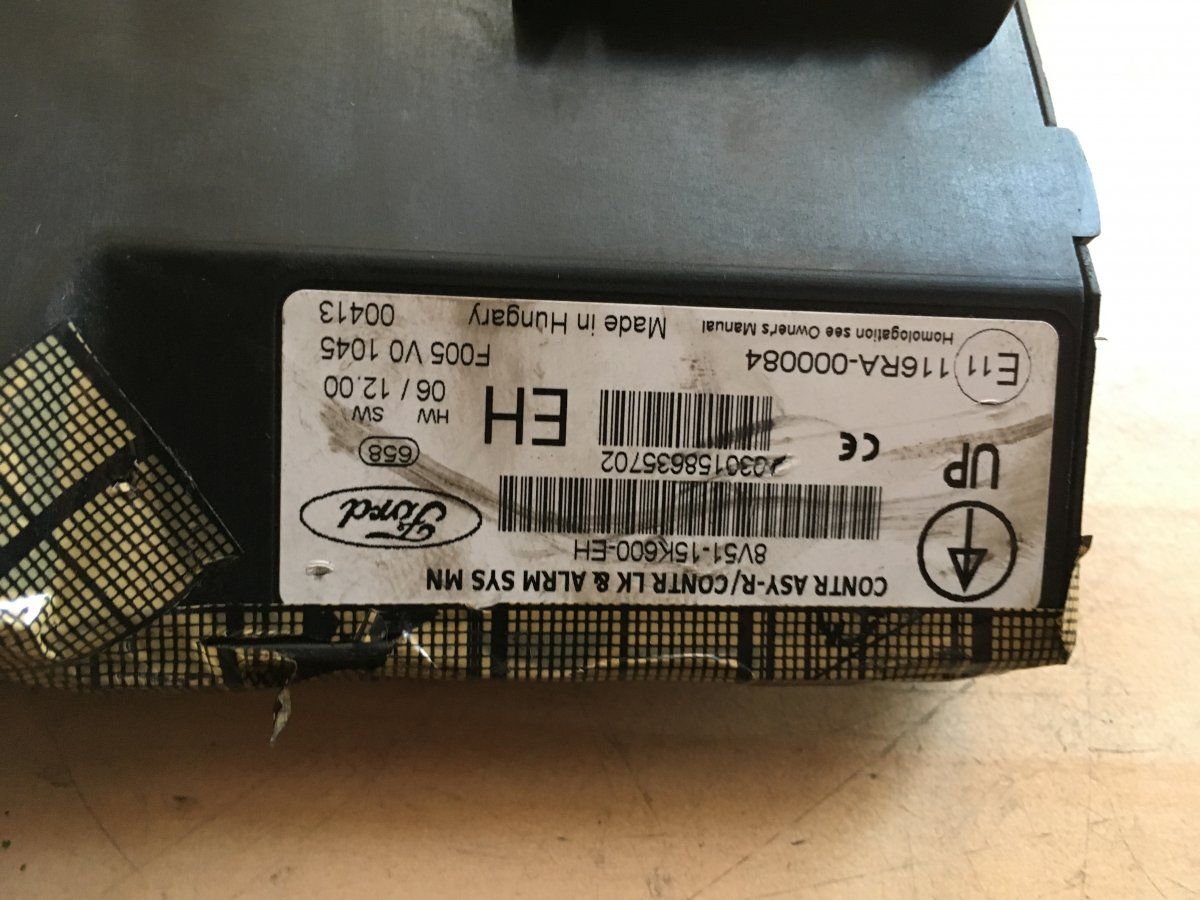 CONTR ASY-R/CONTR LK & ALRM SYS MN
8V51-15K600-EH
Ford
UP
2030158635702
658
CE
EH
HW SW
06 / 12.00
E11
116RA-000084
F005 V0 1045
Homologation see Owner's Manual
Made in Hungary
00413